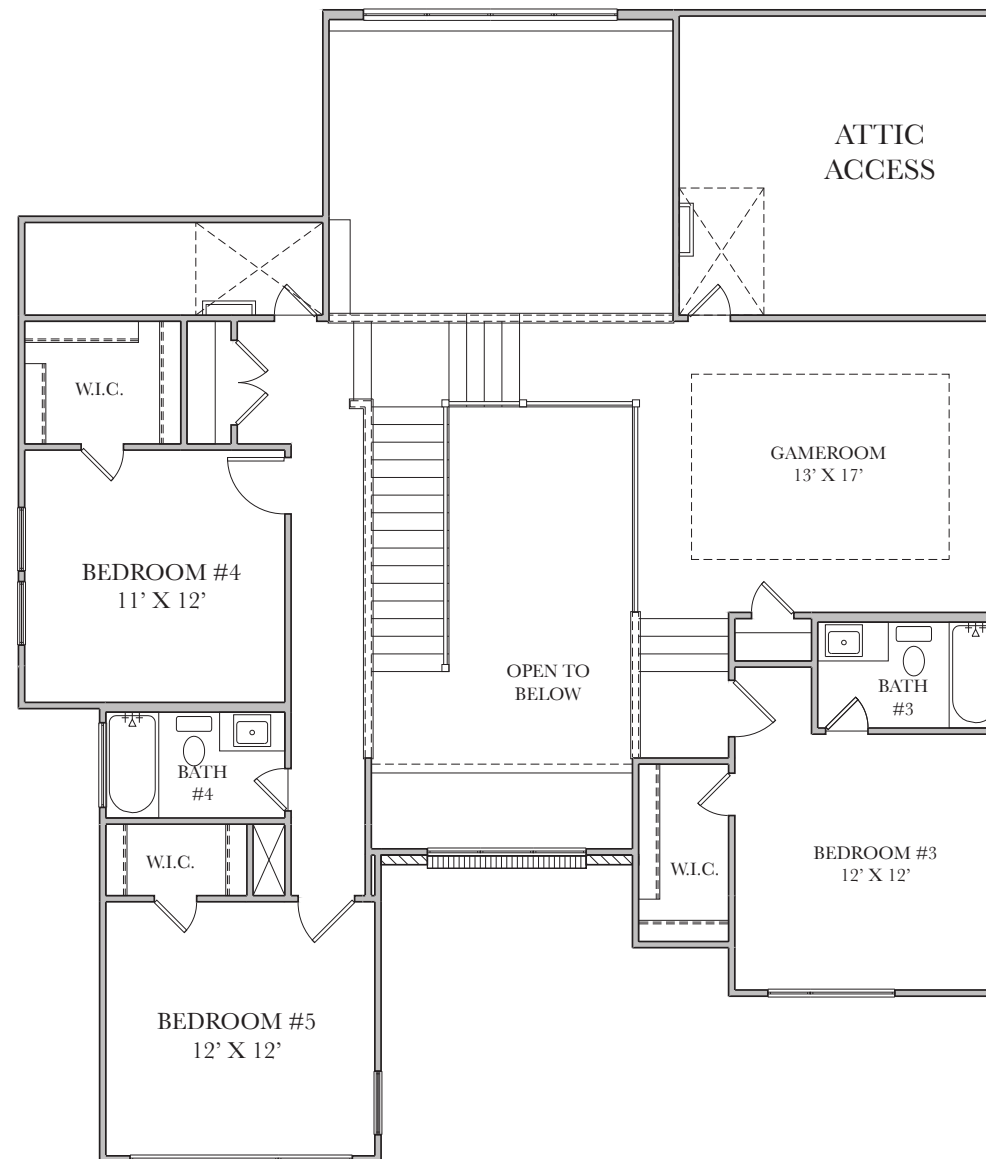 ATTIC
ACCESS
W.I.C.
GAMEROOM
13’ X 17’
BEDROOM #4
11’ X 12’
OPEN TO
BELOW
BATH
#3
BATH
#4
W.I.C.
W.I.C.
BEDROOM #3
12’ X 12’
BEDROOM #5
12’ X 12’